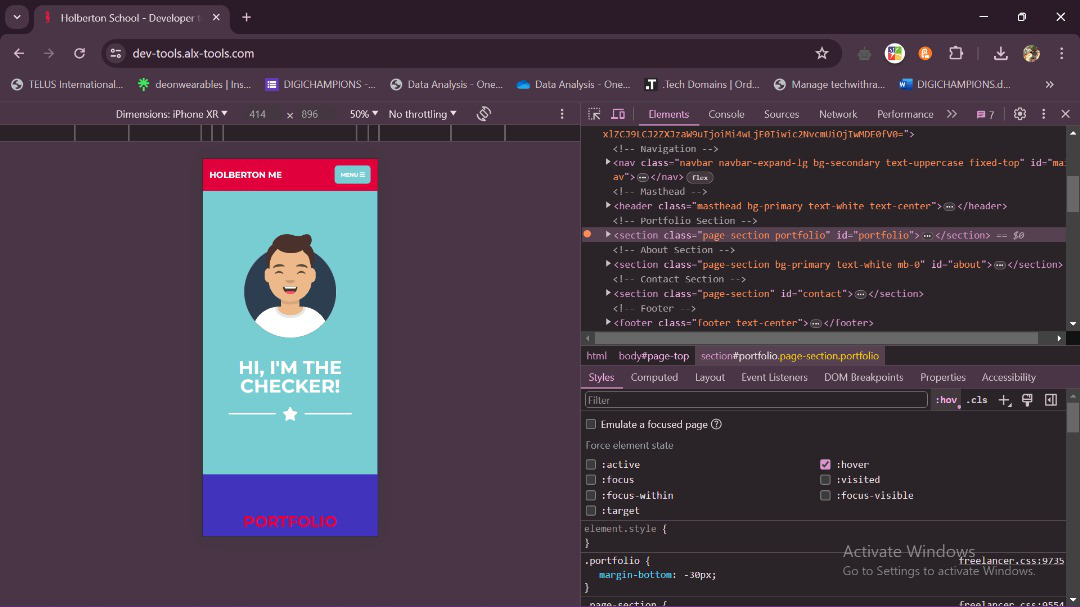 Holberton School - Developer t
dev-tools.alx-tools.com
TELUS International...
deonwearables | Ins...
DIGICHAMPIONS -...
Data Analysis - One...
Data Analysis - One...
.Tech Domains | Ord...
Manage techwithra...
DIGICHAMPIONS.d...
Dimensions: iPhone XR 414 × 896 50% No throttling
Elements Console Sources Network Performance 7
HOLBERTON ME
MENU
HI, I'M THE
CHECKER!
PORTFOLIO
<!-- Navigation -->
<nav class="navbar navbar-expand-lg bg-secondary text-uppercase fixed-top" id="mai
av">…</nav> flex
<!-- Masthead -->
<header class="masthead bg-primary text-white text-center">…</header>
<!-- Portfolio Section -->
<section class="page-section portfolio" id="portfolio">…</section> == $0
<!-- About Section -->
<section class="page-section bg-primary text-white mb-0" id="about">…</section>
<!-- Contact Section -->
<section class="page-section" id="contact">…</section>
<!-- Footer -->
<footer class="footer text-center">…</footer>
html body#page-top section#portfolio.page-section.portfolio
Styles Computed Layout Event Listeners DOM Breakpoints Properties Accessibility
Filter :hov .cls
Emulate a focused page
Force element state
:active :hover
:focus :visited
:focus-within :focus-visible
:target
element.style {
}
.portfolio { freelancer.css:9735
margin-bottom: -30px;
}
.page-section { freelancer.css:9554
Activate Windows
Go to Settings to activate Windows.